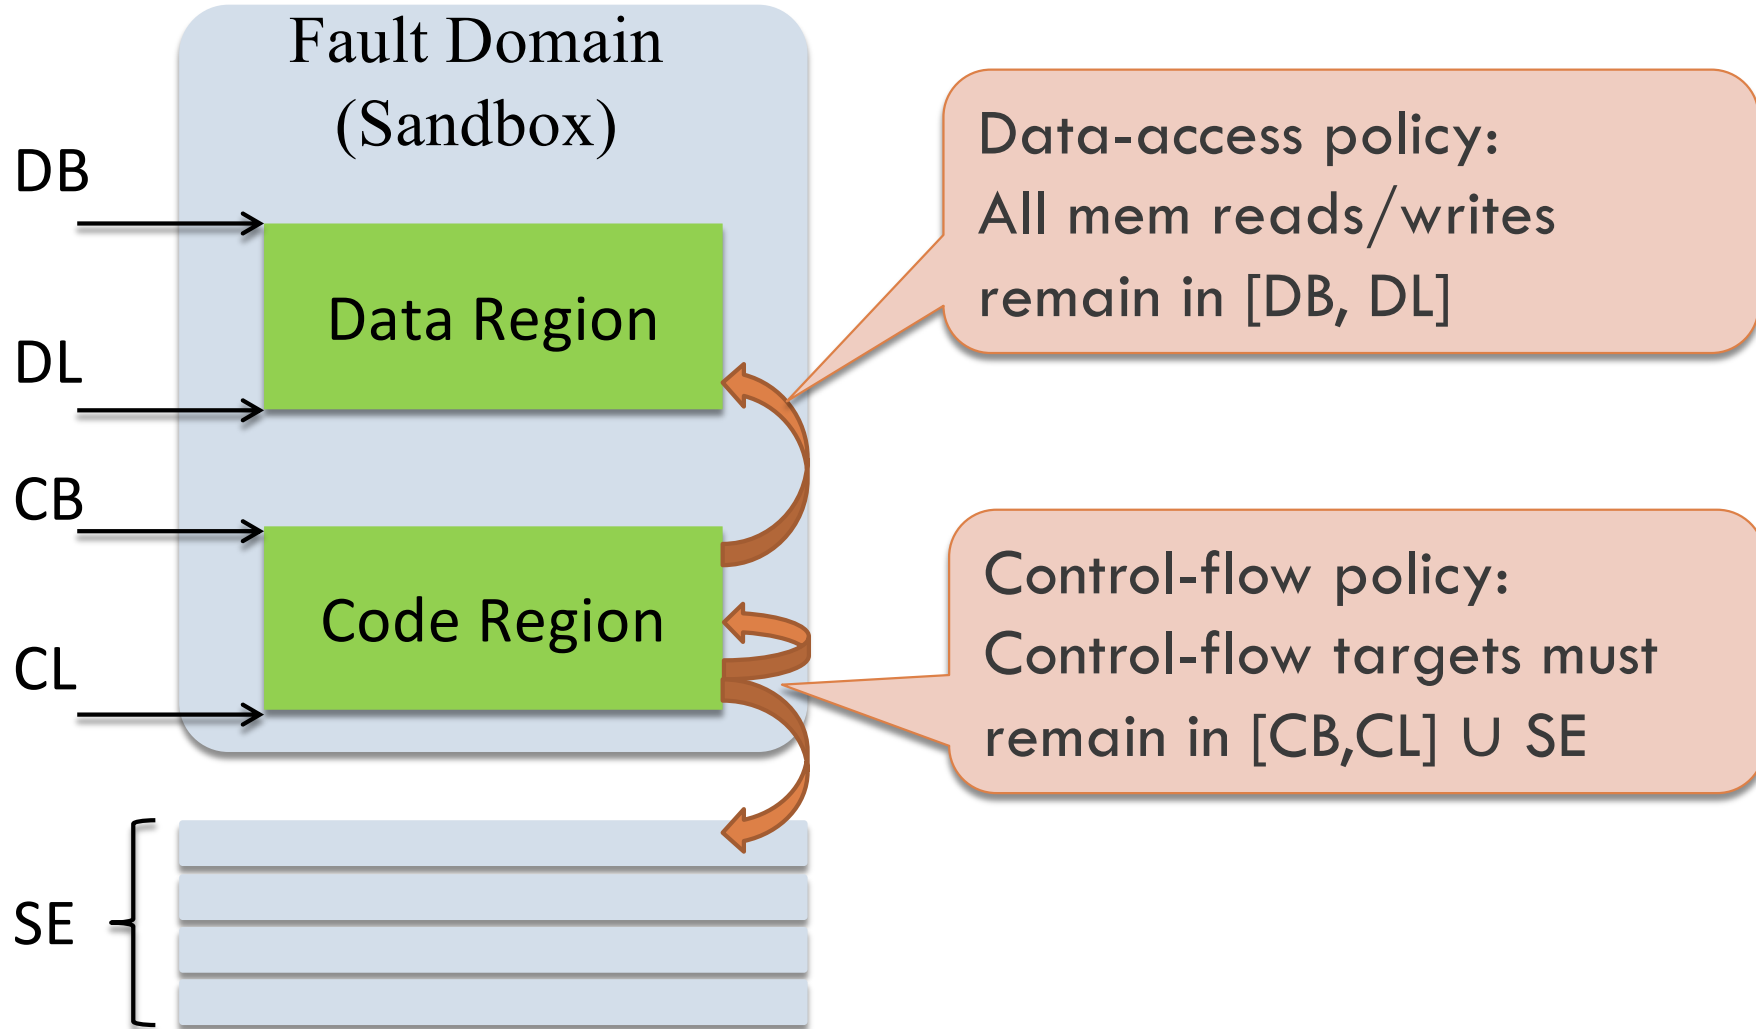 Fault Domain
(Sandbox)
DB
Data Region
DL
CB
Code Region
CL
SE
Data-access policy:
All mem reads/writes
remain in [DB, DL]
Control-flow policy:
Control-flow targets must
remain in [CB,CL] U SE